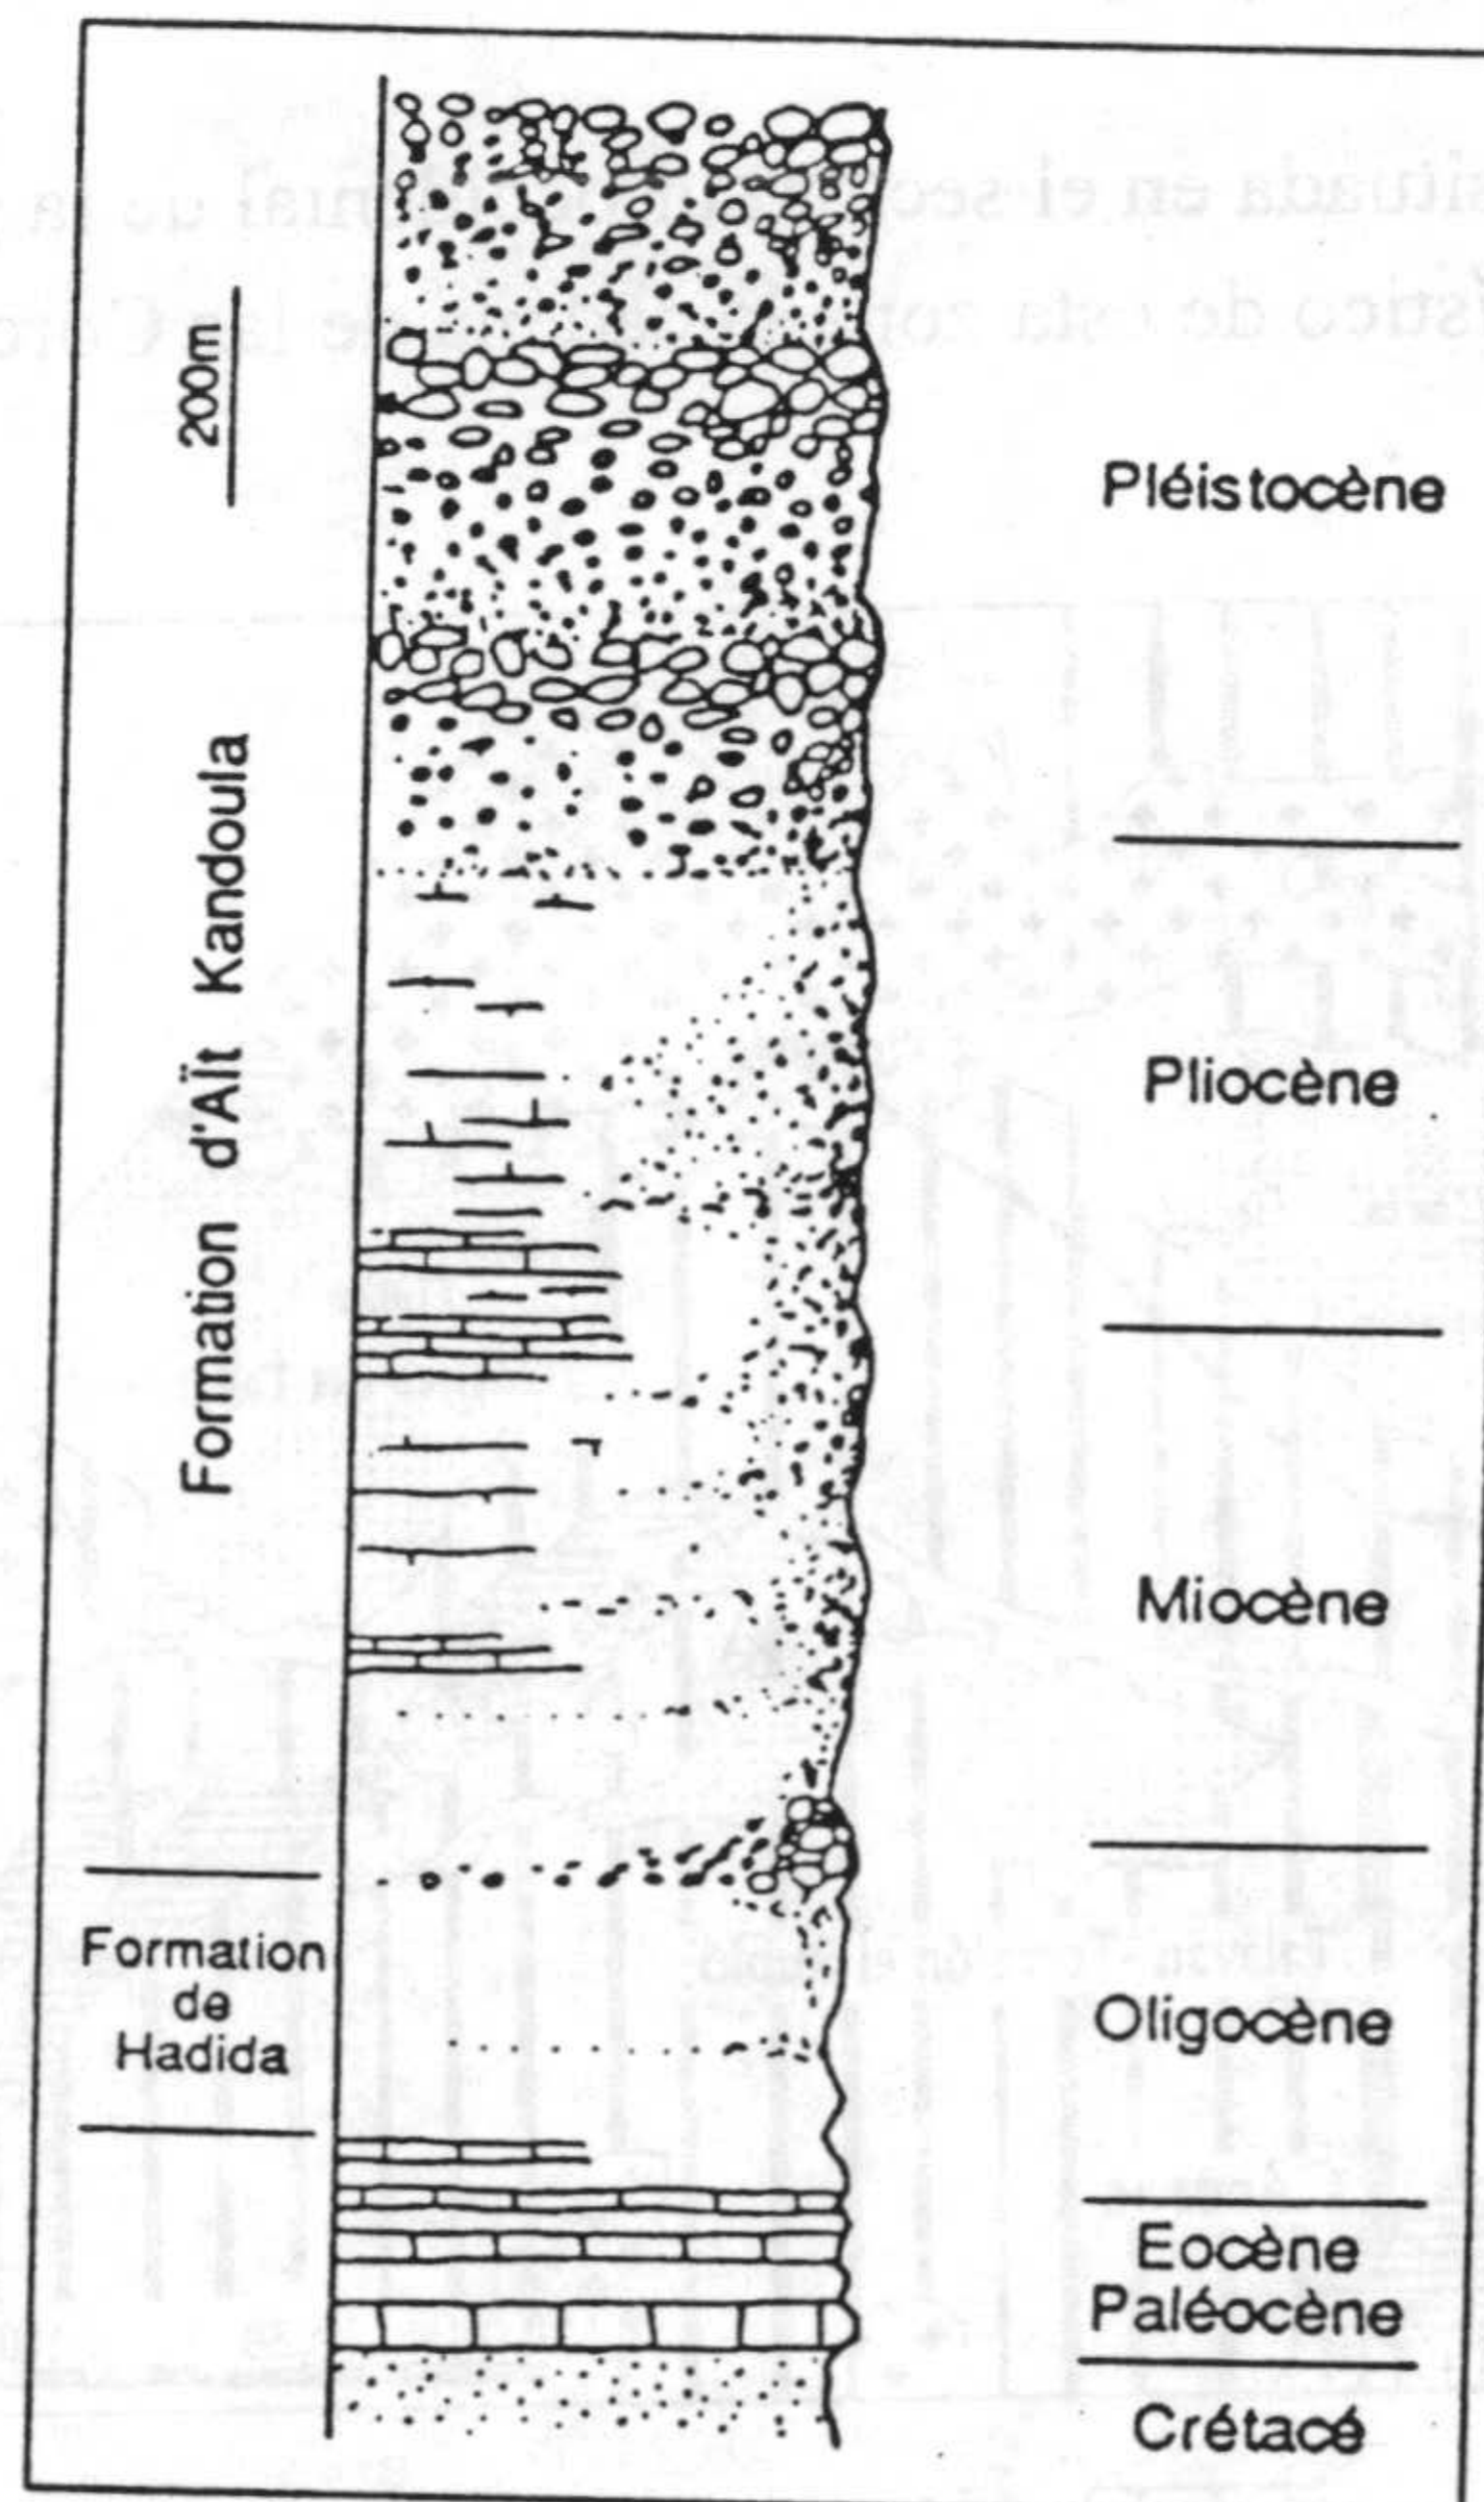 200m
Pléistocène
Formation d'Aït Kandoula
Pliocène
Miocène
Formation
de
Hadida
Oligocène
Eocène
Paléocène
Crétacé